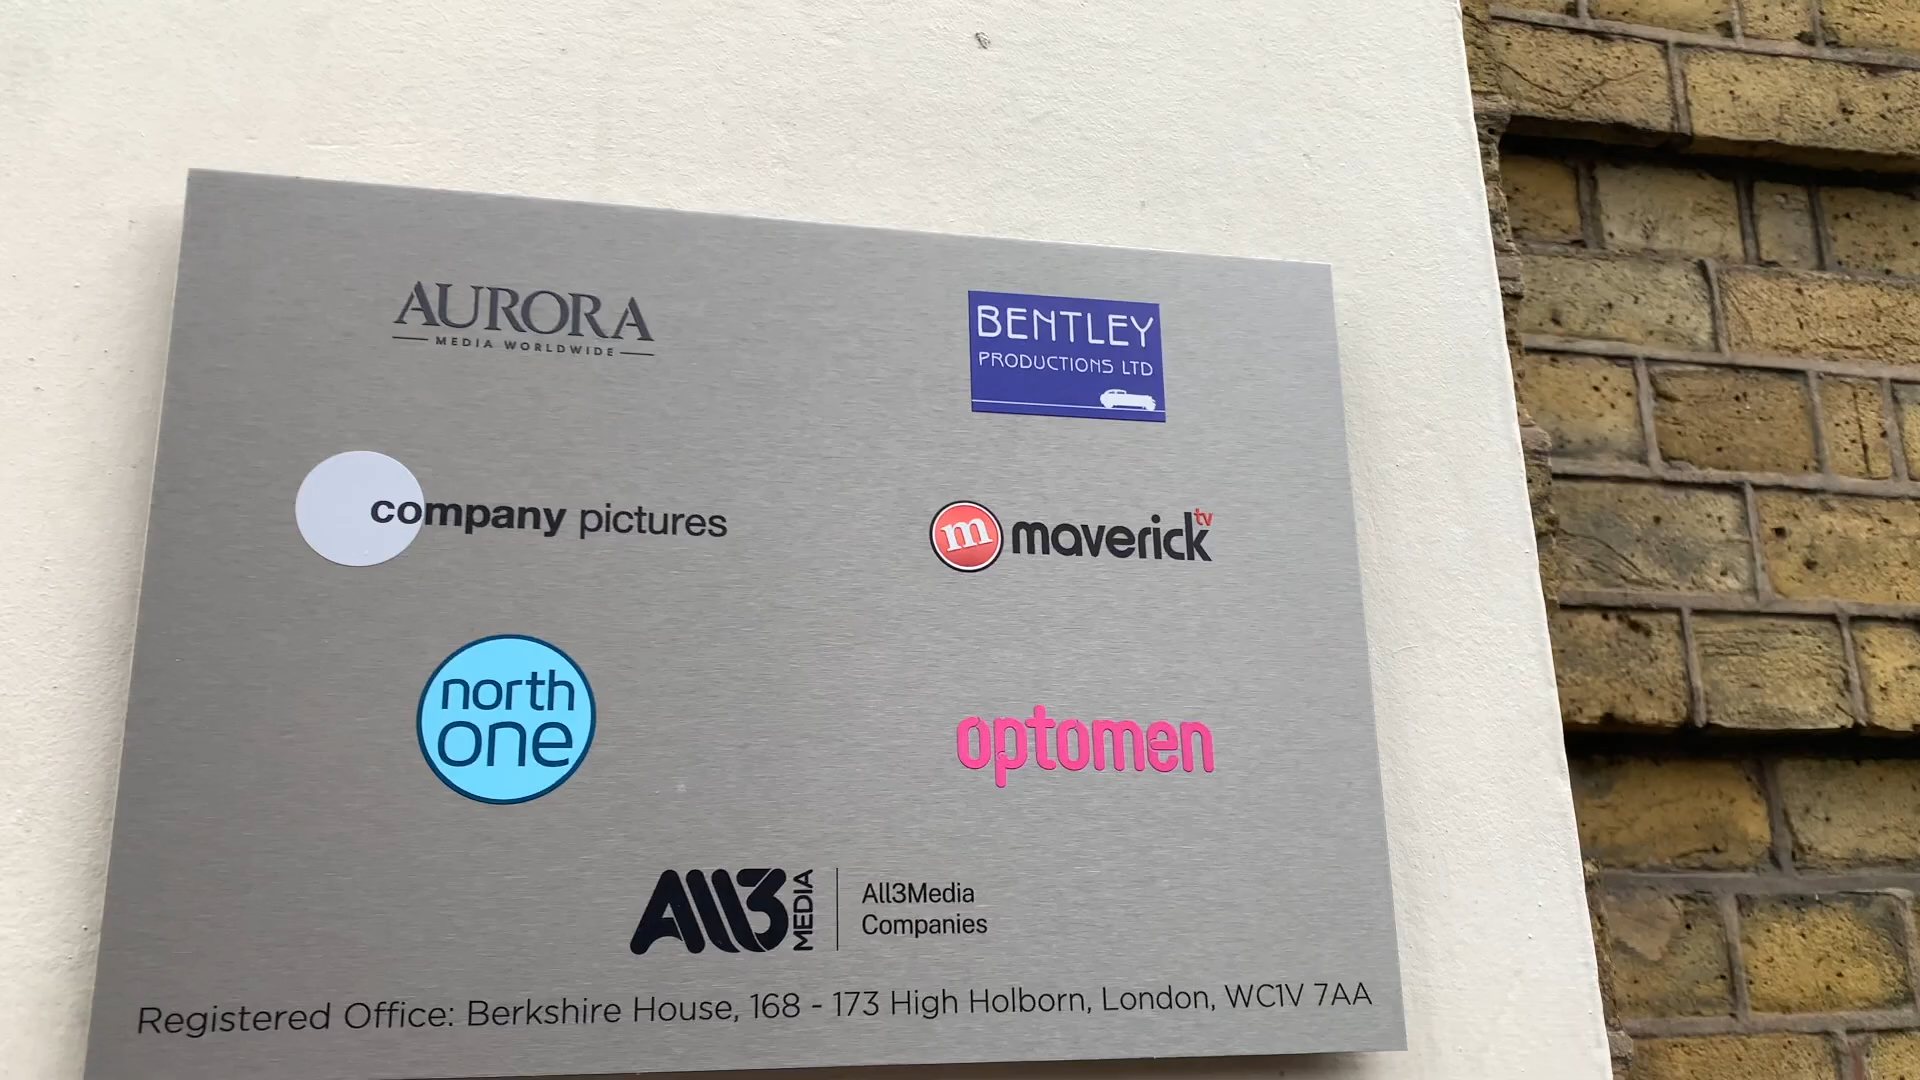 AURORA
MEDIA WORLDWIDE
BENTLEY
PRODUCTIONS LTD
company pictures
m maverick tv
north
one
optomen
All3 MEDIA
All3Media
Companies
Registered Office: Berkshire House, 168 - 173 High Holborn, London, WC1V 7AA